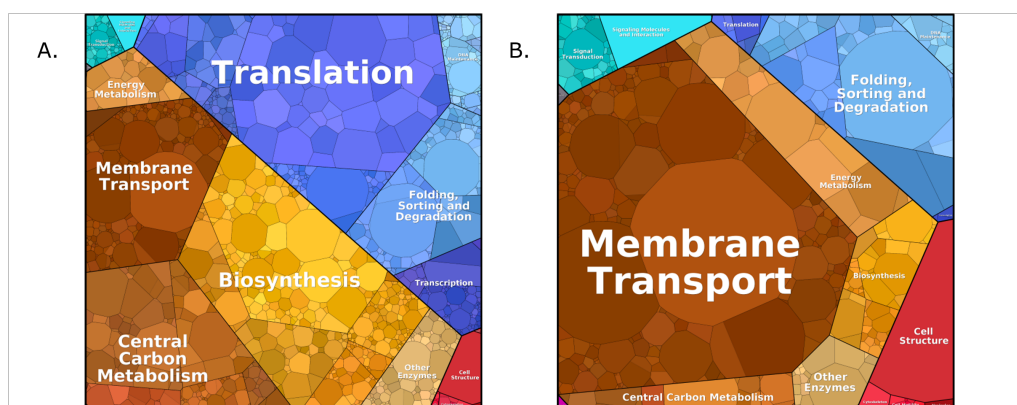 A.
Translation
Energy
Metabolism
Membrane
Transport
Folding,
Sorting and
Degradation
Biosynthesis
Transcription
Central
Carbon
Metabolism
Other
Enzymes
Cell
Structure
B.
Signaling Molecules
and Interaction
Translation
Signal
Transduction
Folding,
Sorting and
Degradation
Energy
Metabolism
Membrane
Transport
Biosynthesis
Cell
Structure
Other
Enzymes
Central Carbon Metabolism